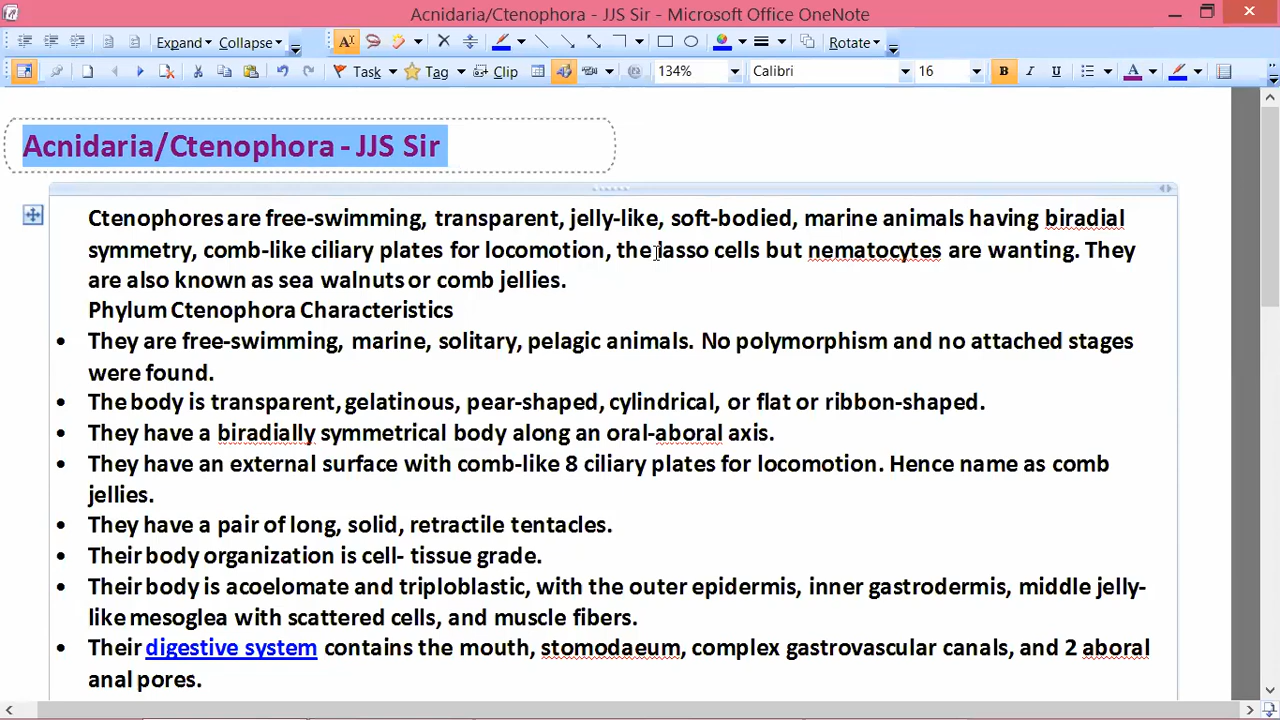 Acnidaria/Ctenophora - JJS Sir - Microsoft Office OneNote
Expand Collapse Rotate
Task Tag Clip 134% Calibri 16 B I U A
Acnidaria/Ctenophora - JJS Sir
Ctenophores are free-swimming, transparent, jelly-like, soft-bodied, marine animals having biradial
symmetry, comb-like ciliary plates for locomotion, the lasso cells but nematocytes are wanting. They
are also known as sea walnuts or comb jellies.
Phylum Ctenophora Characteristics
• They are free-swimming, marine, solitary, pelagic animals. No polymorphism and no attached stages
were found.
• The body is transparent, gelatinous, pear-shaped, cylindrical, or flat or ribbon-shaped.
• They have a biradially symmetrical body along an oral-aboral axis.
• They have an external surface with comb-like 8 ciliary plates for locomotion. Hence name as comb
jellies.
• They have a pair of long, solid, retractile tentacles.
• Their body organization is cell- tissue grade.
• Their body is acoelomate and triploblastic, with the outer epidermis, inner gastrodermis, middle jelly-
like mesoglea with scattered cells, and muscle fibers.
• Their digestive system contains the mouth, stomodaeum, complex gastrovascular canals, and 2 aboral
anal pores.